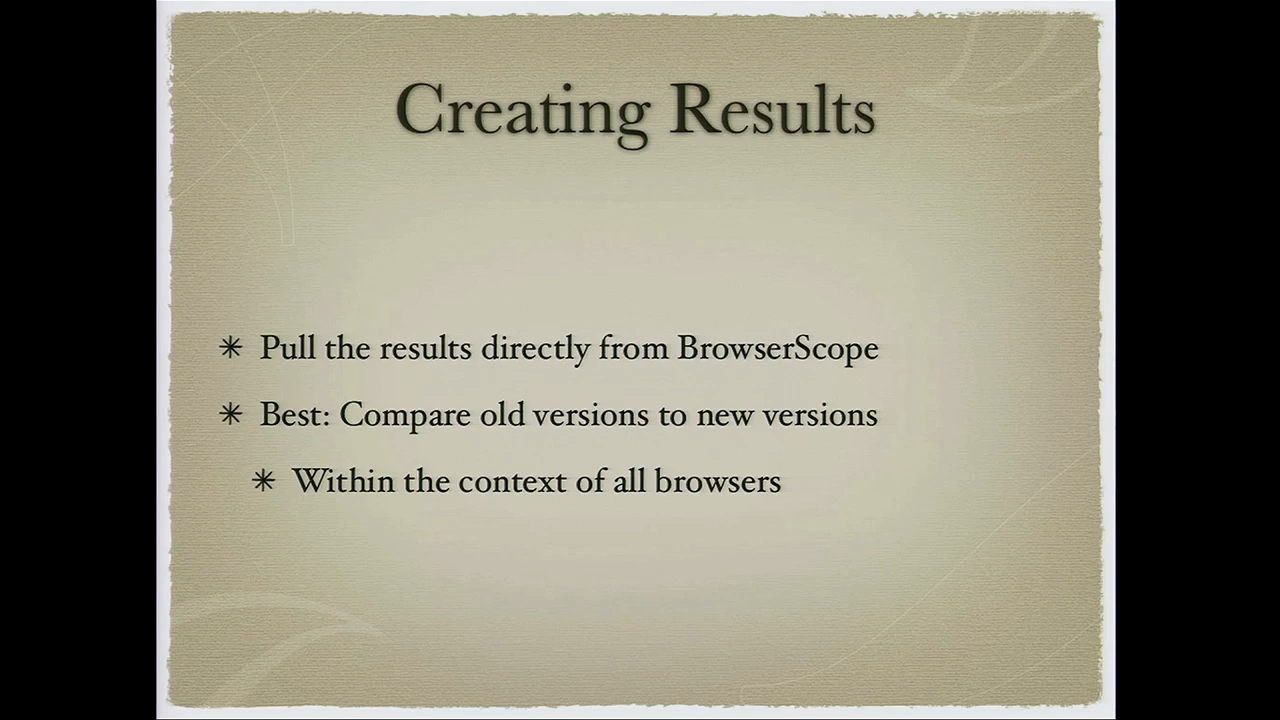 Creating Results
✳ Pull the results directly from BrowserScope
✳ Best: Compare old versions to new versions
✳ Within the context of all browsers